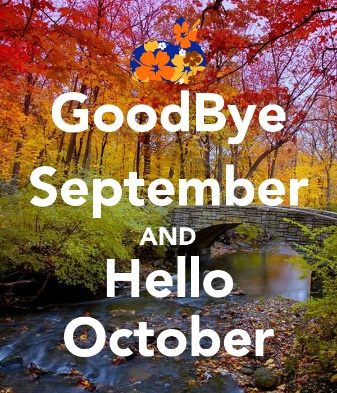 GoodBye
September
AND
Hello
October